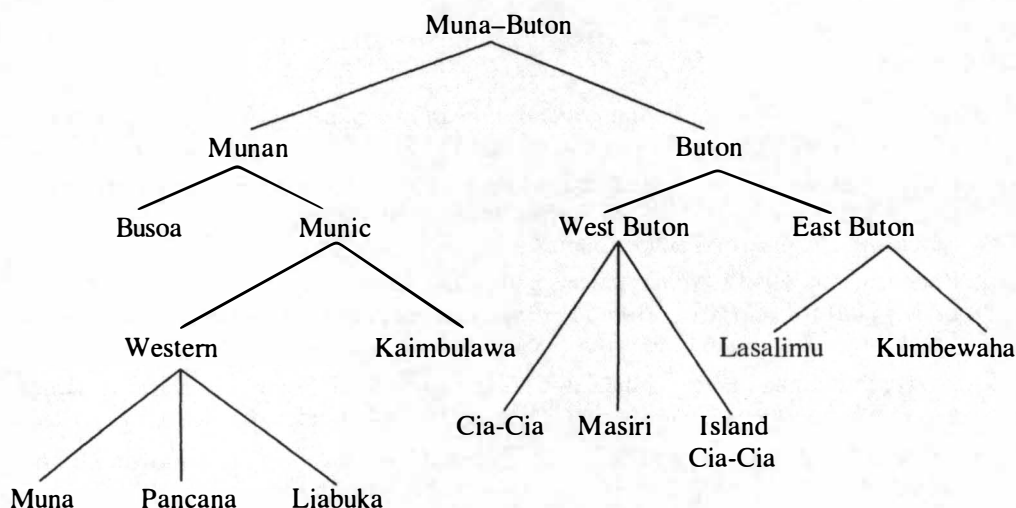 Muna–Buton
Munan Buton
Busoa Munic West Buton East Buton
Western Kaimbulawa Lasalimu Kumbewaha
Cia-Cia Masiri Island
Cia-Cia
Muna Pancana Liabuka